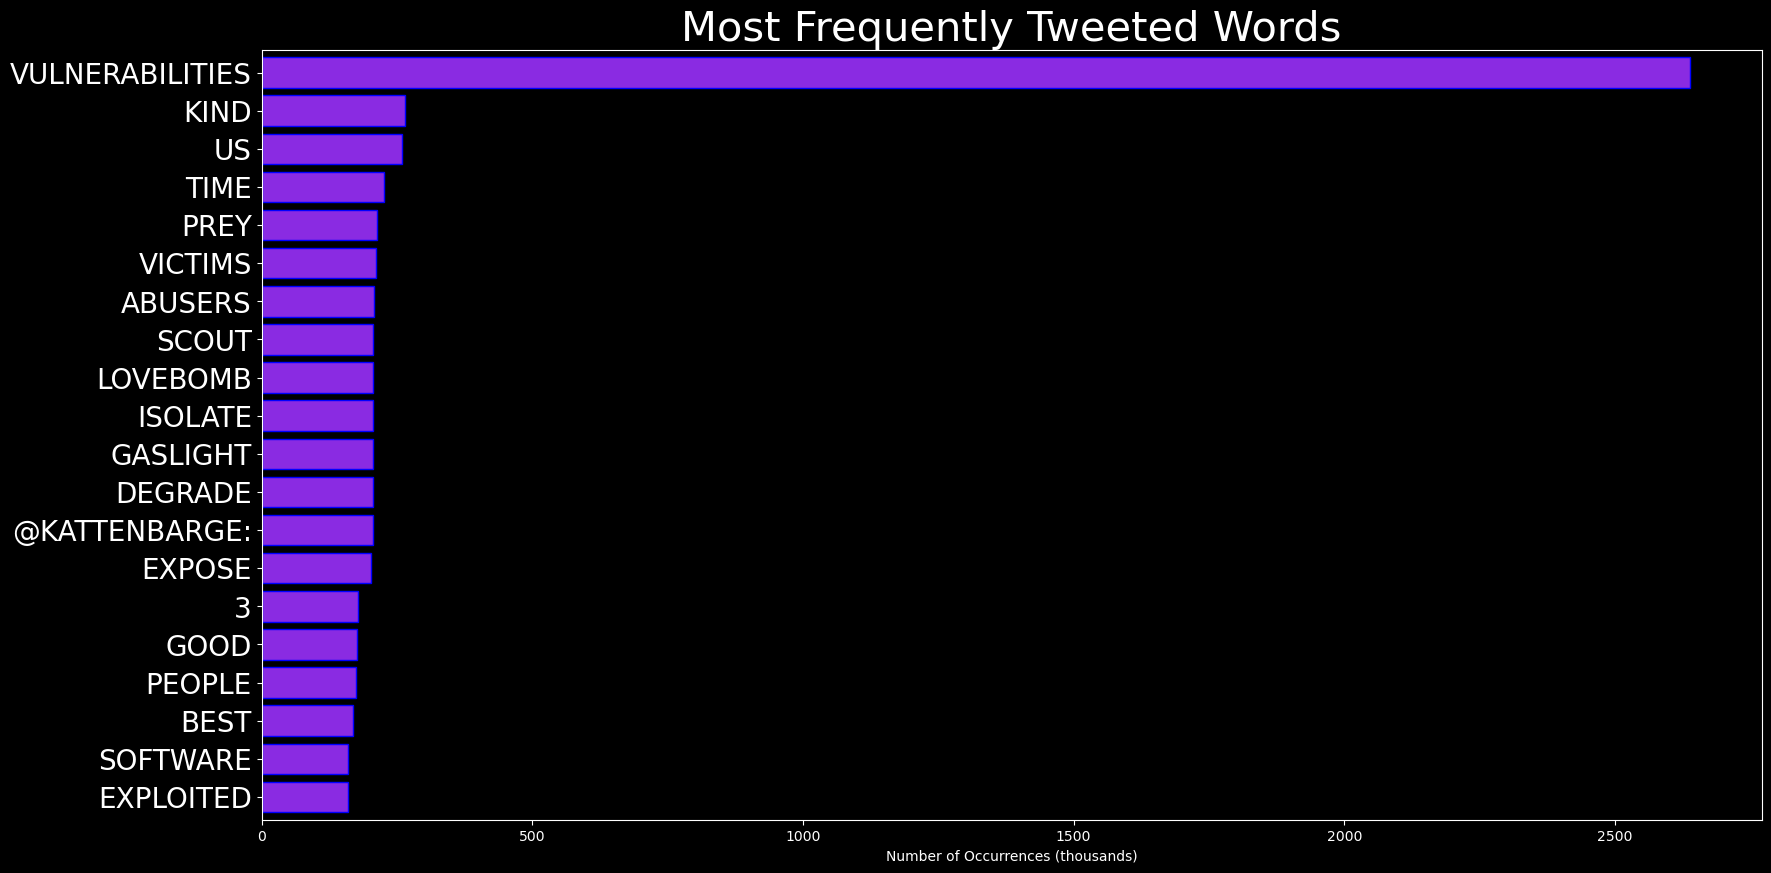 Most Frequently Tweeted Words
VULNERABILITIES
KIND
US
TIME
PREY
VICTIMS
ABUSERS
SCOUT
LOVEBOMB
ISOLATE
GASLIGHT
DEGRADE
@KATTENBARGE:
EXPOSE
3
GOOD
PEOPLE
BEST
SOFTWARE
EXPLOITED
0 500 1000 1500 2000 2500
Number of Occurrences (thousands)